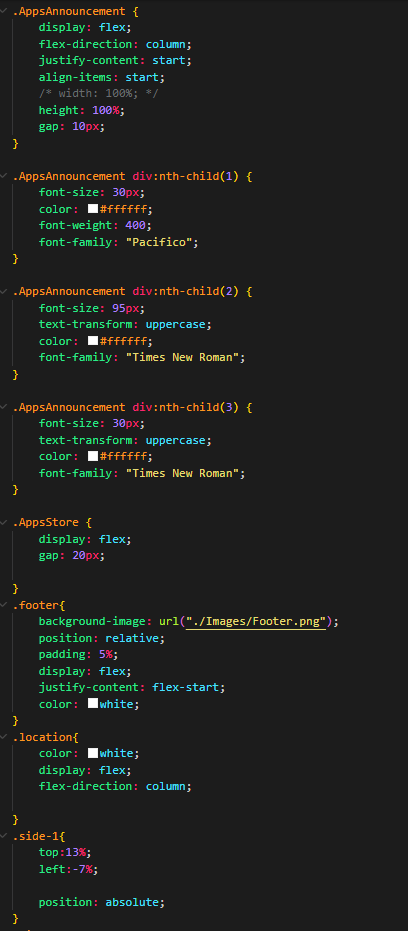 .AppsAnnouncement {
display: flex;
flex-direction: column;
justify-content: start;
align-items: start;
/* width: 100%; */
height: 100%;
gap: 10px;
}
.AppsAnnouncement div:nth-child(1) {
font-size: 30px;
color: #ffffff;
font-weight: 400;
font-family: "Pacifico";
}
.AppsAnnouncement div:nth-child(2) {
font-size: 95px;
text-transform: uppercase;
color: #ffffff;
font-family: "Times New Roman";
}
.AppsAnnouncement div:nth-child(3) {
font-size: 30px;
text-transform: uppercase;
color: #ffffff;
font-family: "Times New Roman";
}
.AppsStore {
display: flex;
gap: 20px;
}
.footer{
background-image: url("./Images/Footer.png");
position: relative;
padding: 5%;
display: flex;
justify-content: flex-start;
color: white;
}
.location{
color: white;
display: flex;
flex-direction: column;
}
.side-1{
top:13%;
left:-7%;
position: absolute;
}